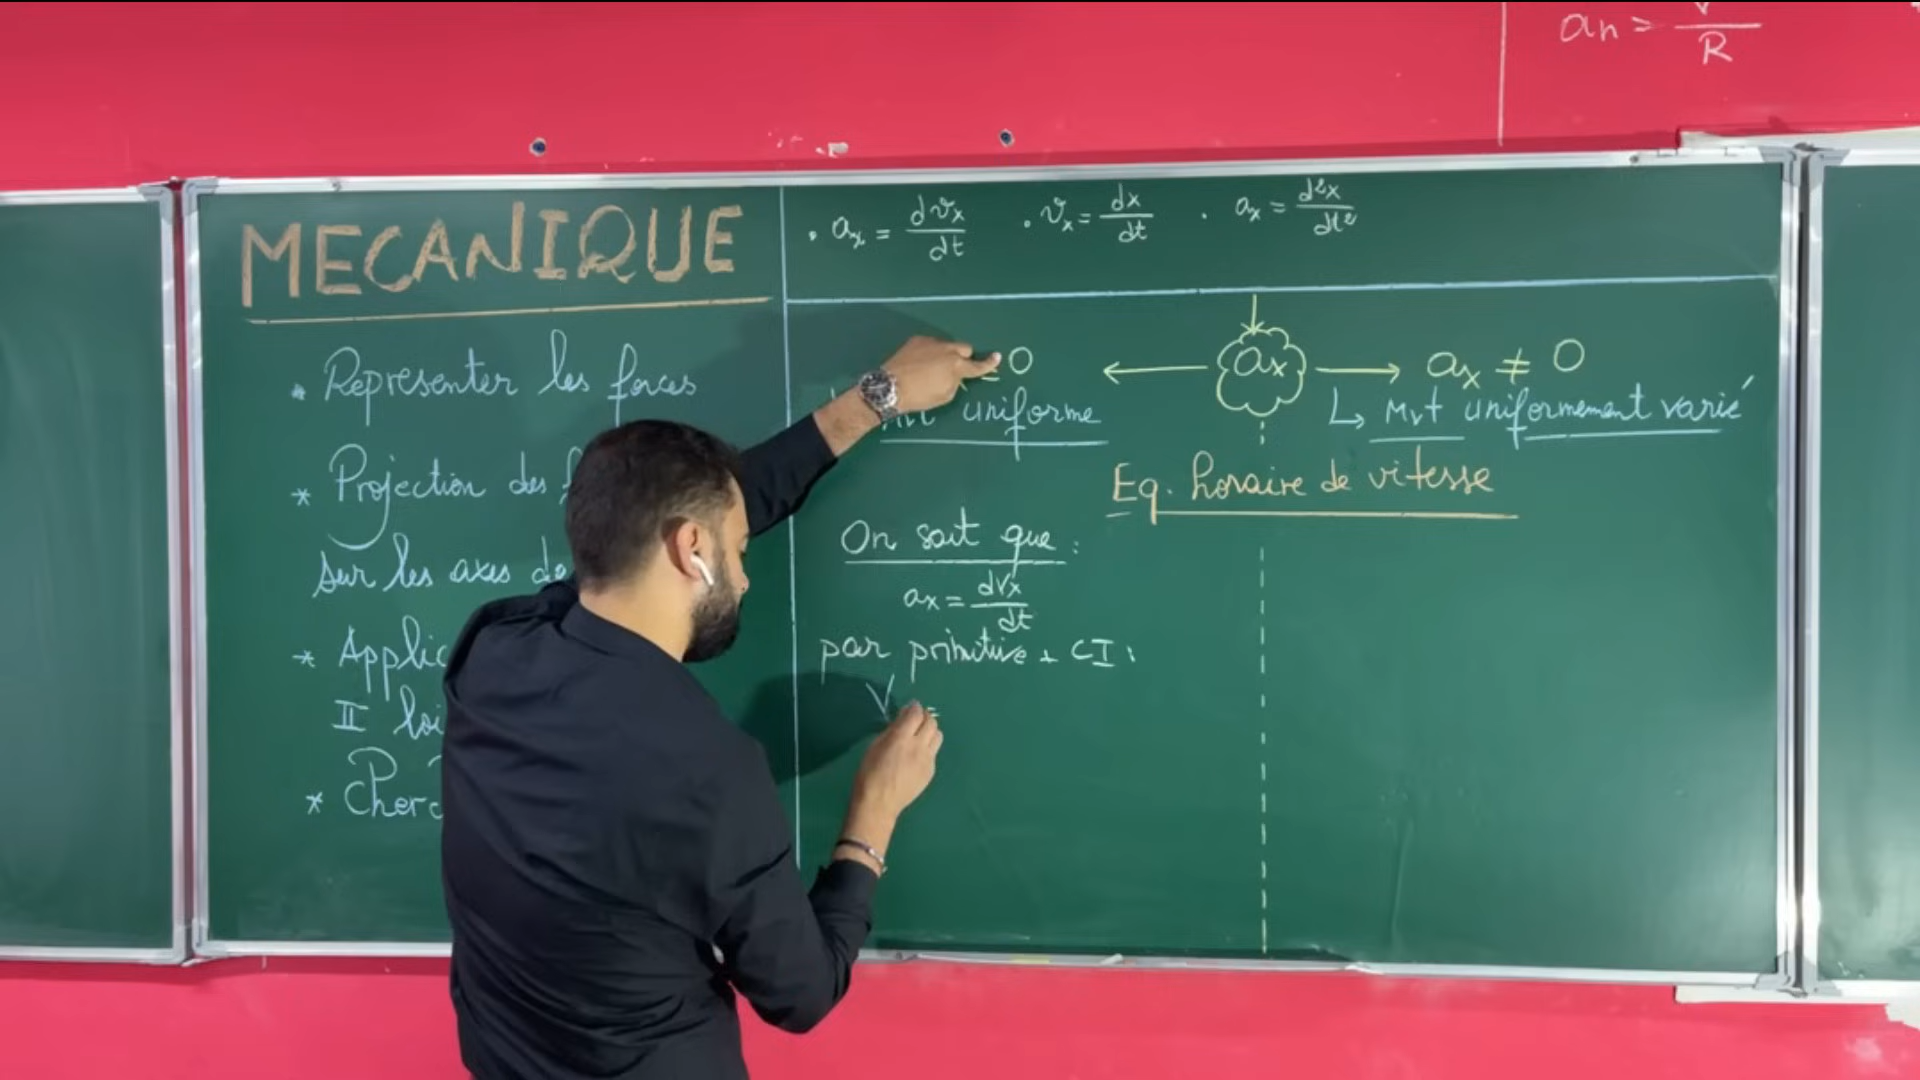 an =
R
MECANIQUE
* Representer les forces
* Projection des
sur les axes
* Applic
II loi
* Cherc
• ax = dvx/dt • vx = dx/dt • ax = d²x/dt²
= 0 ← ax → ax ≠ 0
uniforme
↳ Mvt uniformement varié
Eq. horaire de vitesse
On sait que :
ax = dVx/dt
par primitive + CI :
V =